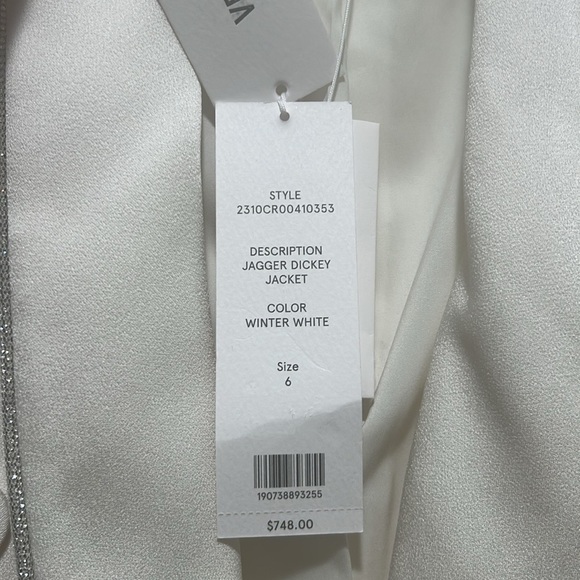 STYLE
2310CR00410353
DESCRIPTION
JAGGER DICKEY
JACKET
COLOR
WINTER WHITE
Size
6
190738893255
$748.00